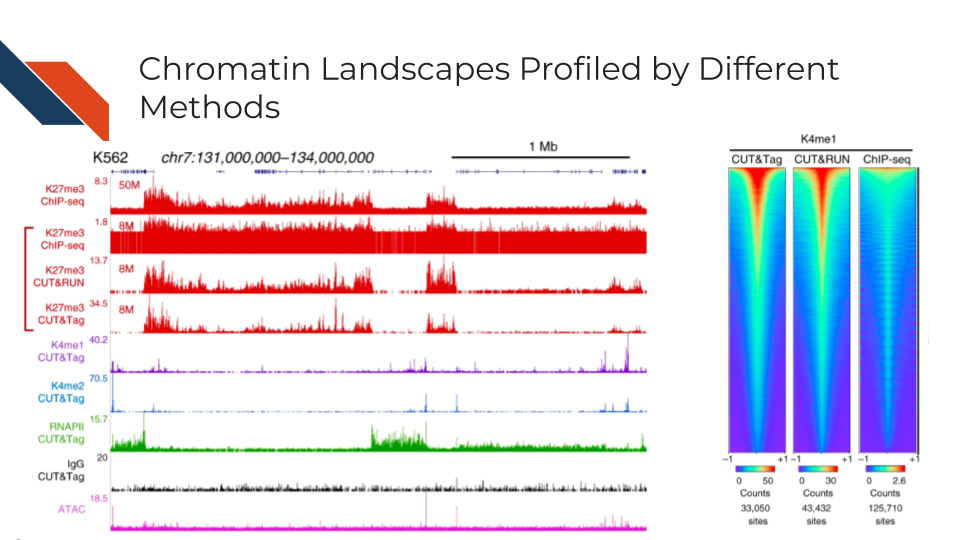 Chromatin Landscapes Profiled by Different
Methods
K562
chr7:131,000,000–134,000,000
1 Mb
K27me3
ChIP-seq
8.3
50M
K27me3
ChIP-seq
1.8
8M
K27me3
CUT&RUN
13.7
8M
K27me3
CUT&Tag
34.5
8M
K4me1
CUT&Tag
40.2
K4me2
CUT&Tag
70.5
RNAPII
CUT&Tag
15.7
IgG
CUT&Tag
20
ATAC
18.5
K4me1
CUT&Tag CUT&RUN ChIP-seq
−1 +1 −1 +1 −1 +1
0 50 0 30 0 2.6
Counts Counts Counts
33,050 43,432 125,710
sites sites sites